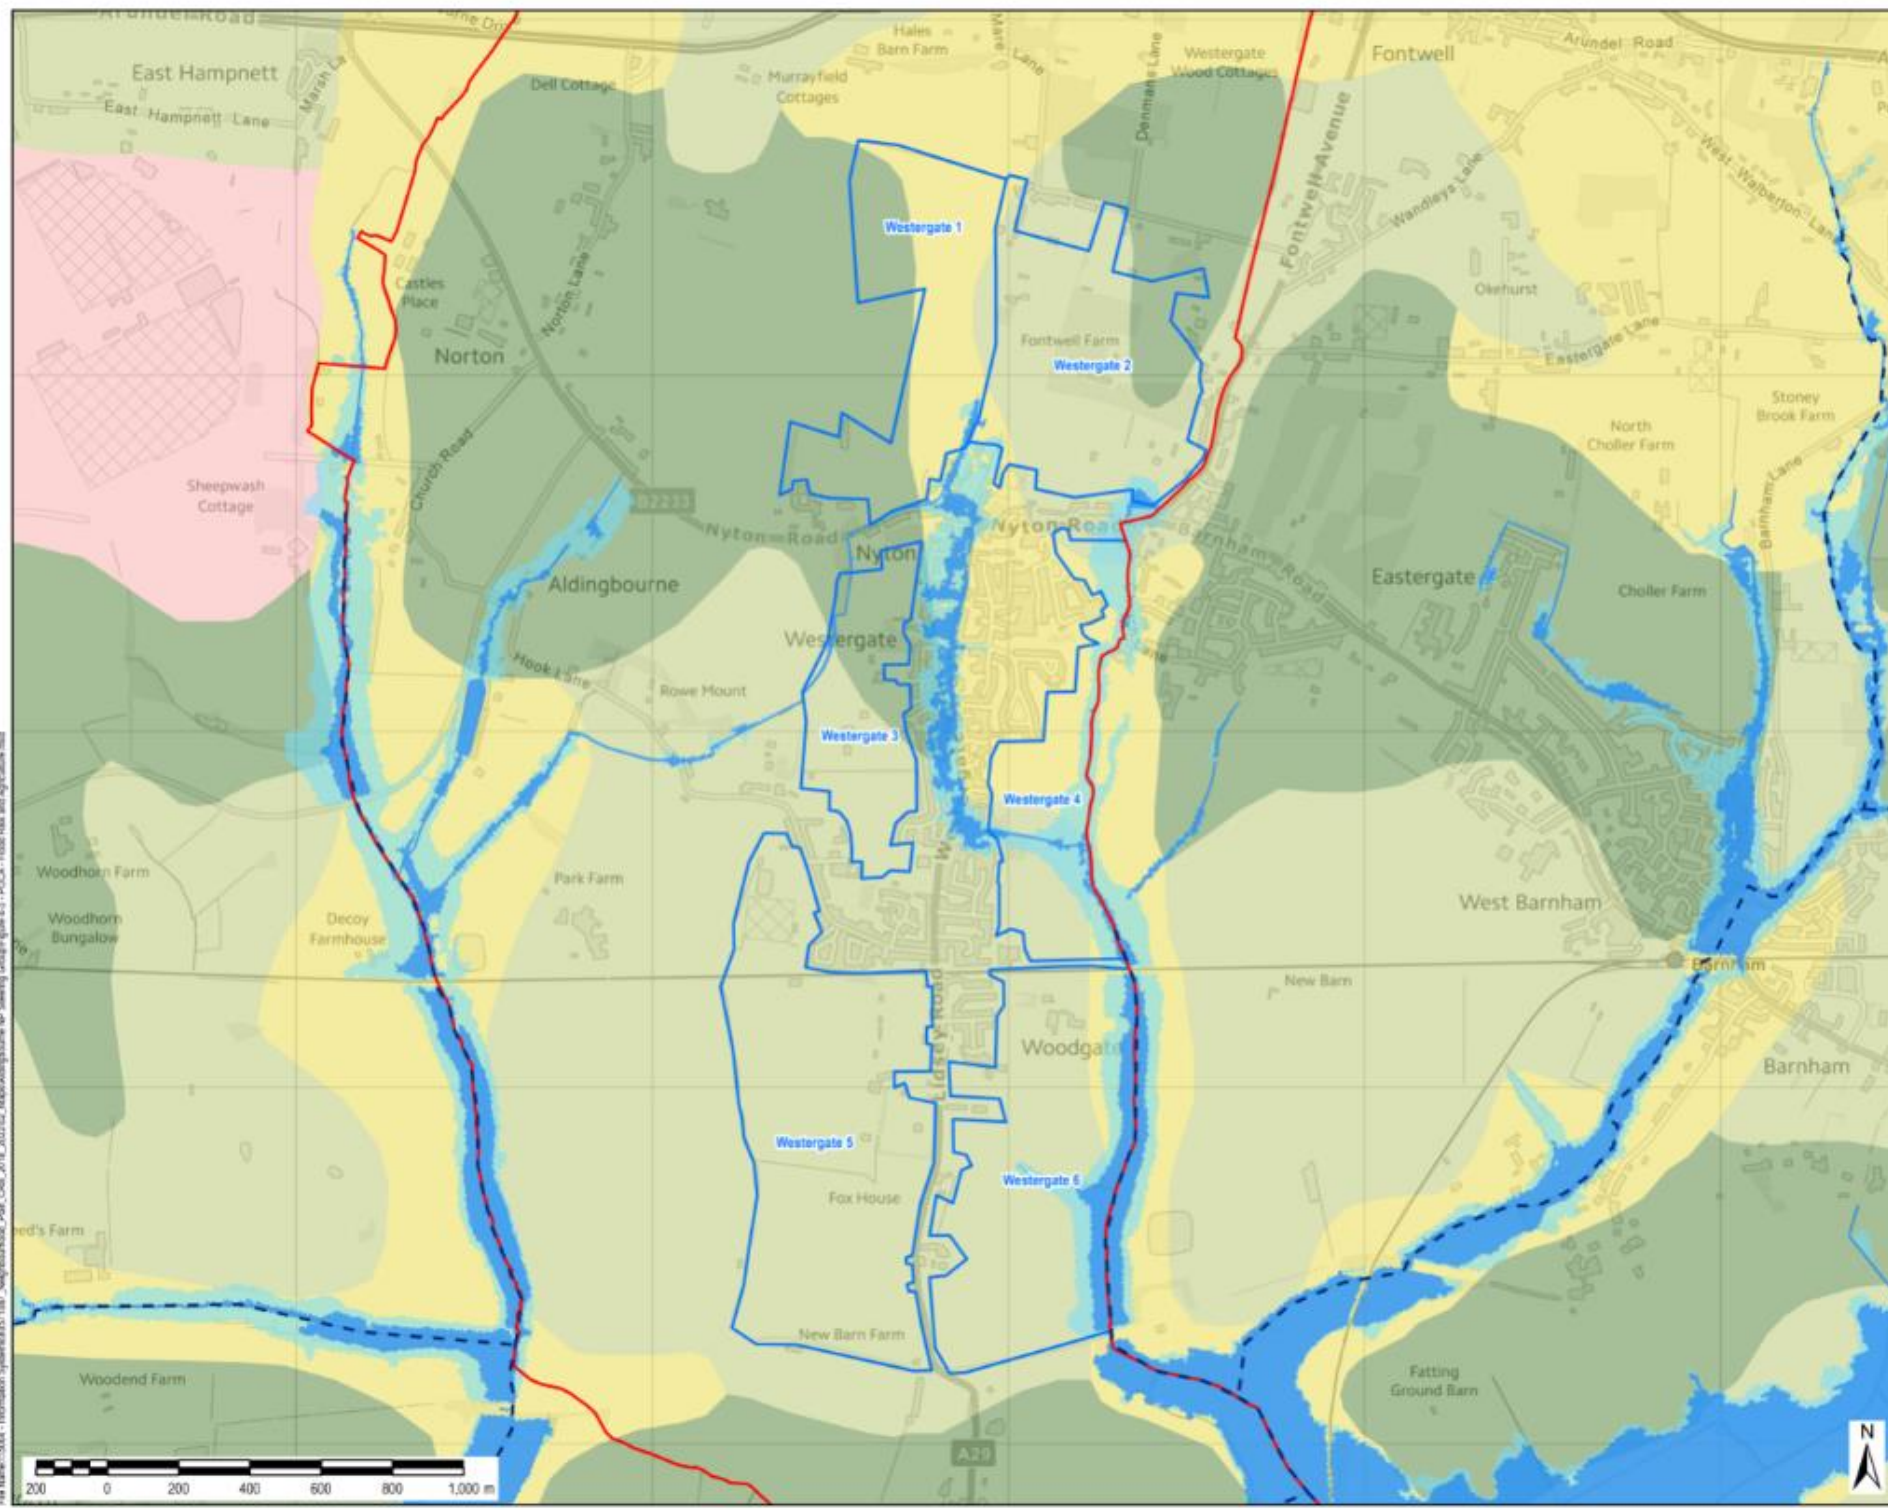 Arundel Road
Hales
Barn Farm
Mare
Lane
Denmans Lane
Westergate
Wood Cottages
Fontwell
Arundel Road
East Hampnett
Marsh La
Dell Cottage
Murrayfield
Cottages
East Hampnett Lane
Fontwell Avenue
Wandleys Lane
West Walberton Lane
Westergate 1
Castles
Place
Norton Lane
Okehurst
Norton
Fontwell Farm
Westergate 2
Eastergate Lane
Stoney
Brook Farm
North
Choller Farm
Church Road
Barnham Lane
Sheepwash
Cottage
B2233
Nyton Road
Nyton Road
Nyton
Barnham Road
Aldingbourne
Eastergate
Choller Farm
Westergate
Lane
Hook Lane
Rowe Mount
Westergate 3
Westergate 4
Woodhorn Farm
Park Farm
West Barnham
Woodhorn
Bungalow
Decoy
Farmhouse
Barnham
New Barn
Lidsey Road
Woodgate
Barnham
Westergate 5
Westergate 6
Fox House
eed's Farm
New Barn Farm
Woodend Farm
Fatting
Ground Barn
A29
N
200 0 200 400 600 800 1,000 m